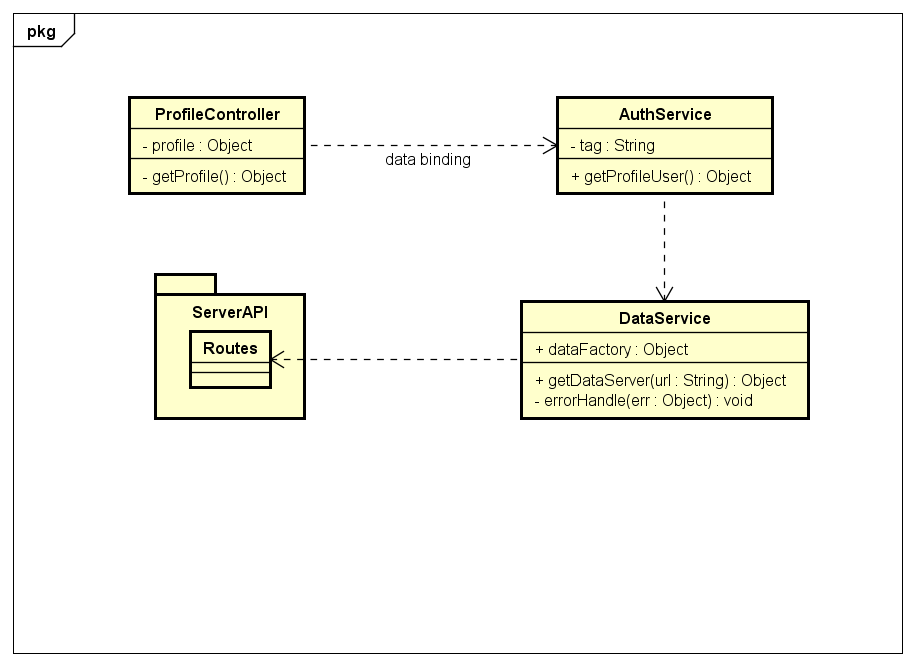 pkg
ProfileController
- profile : Object
- getProfile() : Object
data binding
AuthService
- tag : String
+ getProfileUser() : Object
ServerAPI
Routes
DataService
+ dataFactory : Object
+ getDataServer(url : String) : Object
- errorHandle(err : Object) : void